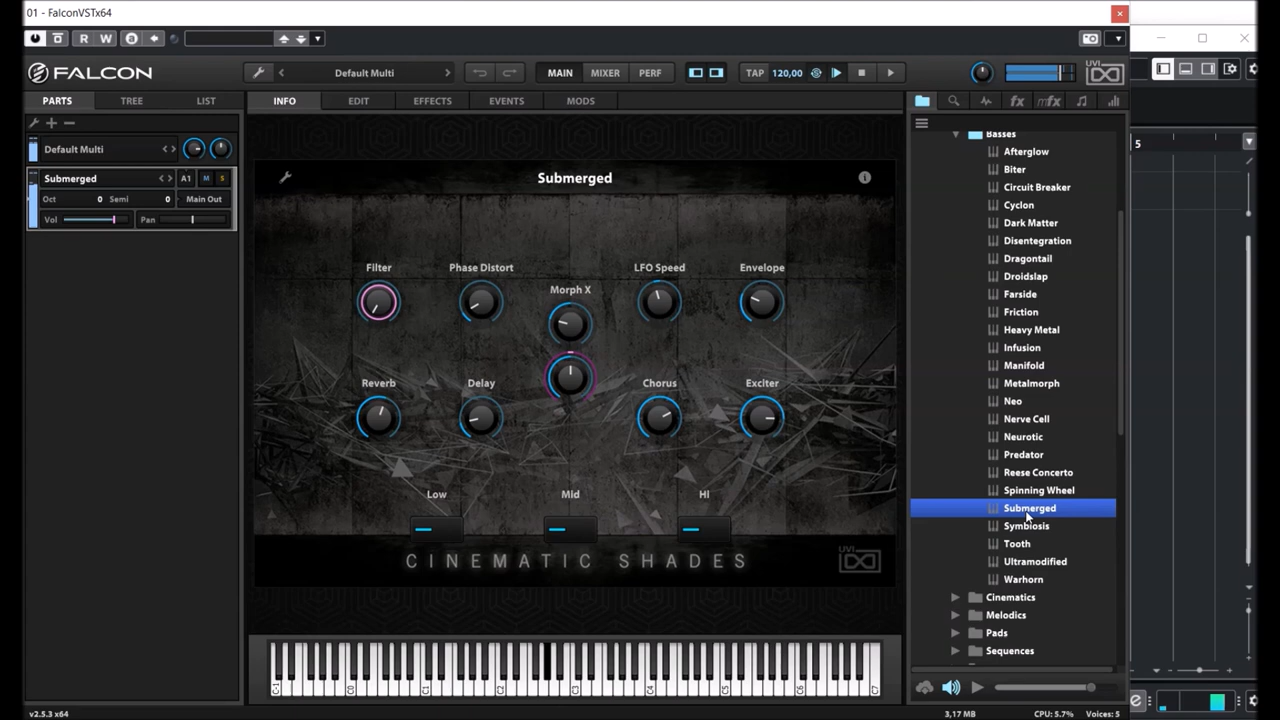 01 - FalconVSTx64
R W a
FALCON
Default Multi
MAIN MIXER PERF
TAP 120,00
UVI
PARTS TREE LIST
INFO EDIT EFFECTS EVENTS MODS
fx mfx
Default Multi
Submerged A1 M S
Oct 0 Semi 0 Main Out
Vol Pan
Submerged
Filter
Phase Distort
Morph X
LFO Speed
Envelope
Reverb
Delay
Chorus
Exciter
Low
Mid
HI
CINEMATIC SHADES
UVI
Basses
Afterglow
Biter
Circuit Breaker
Cyclon
Dark Matter
Disentegration
Dragontail
Droidslap
Farside
Friction
Heavy Metal
Infusion
Manifold
Metalmorph
Neo
Nerve Cell
Neurotic
Predator
Reese Concerto
Spinning Wheel
Submerged
Symbiosis
Tooth
Ultramodified
Warhorn
Cinematics
Melodics
Pads
Sequences
5
v2.5.3 x64
3,17 MB CPU: 5.7% Voices: 5